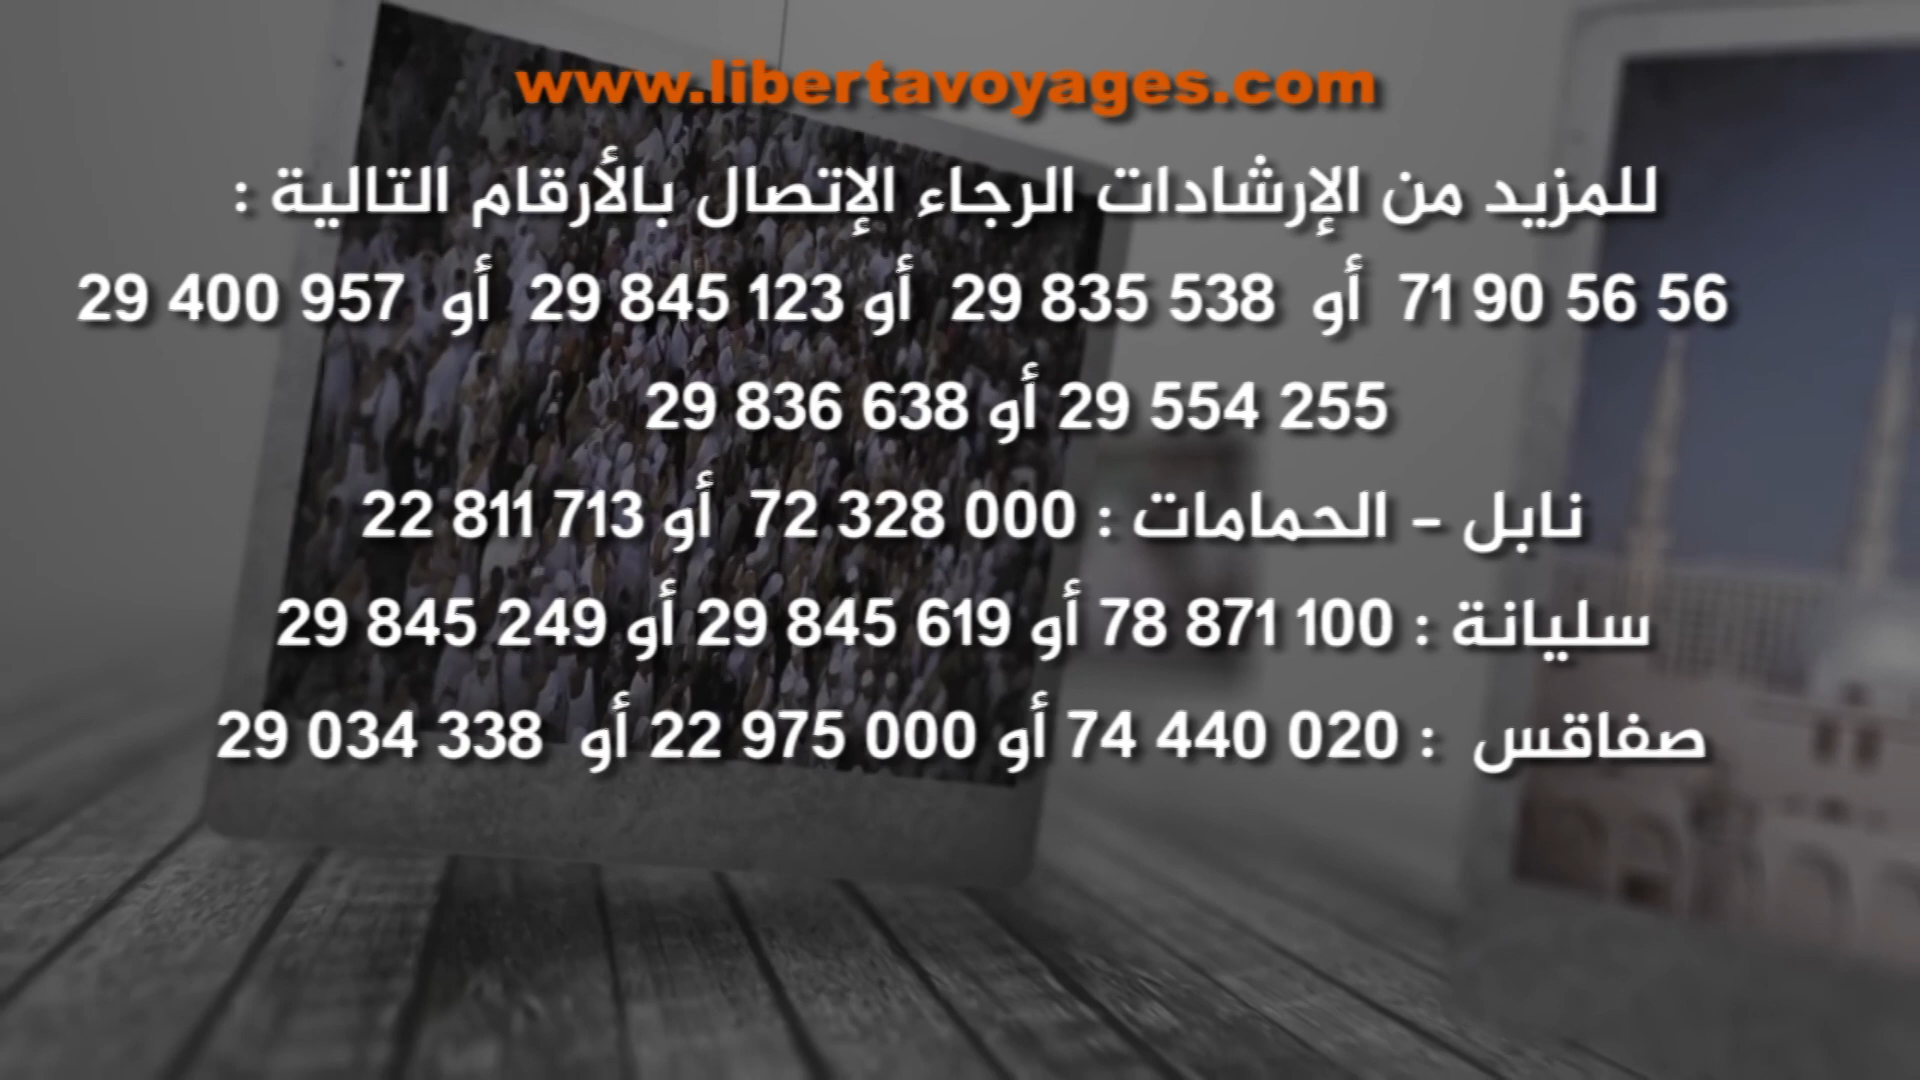 www.libertavoyages.com
للمزيد من الإرشادات الرجاء الإتصال بالأرقام التالية :
71 90 56 56 أو 29 835 538 أو 29 845 123 أو 29 400 957
29 554 255 أو 29 836 638
نابل - الحمامات : 72 328 000 أو 22 811 713
سليانة : 78 871 100 أو 29 845 619 أو 29 845 249
صفاقس : 74 440 020 أو 22 975 000 أو 29 034 338